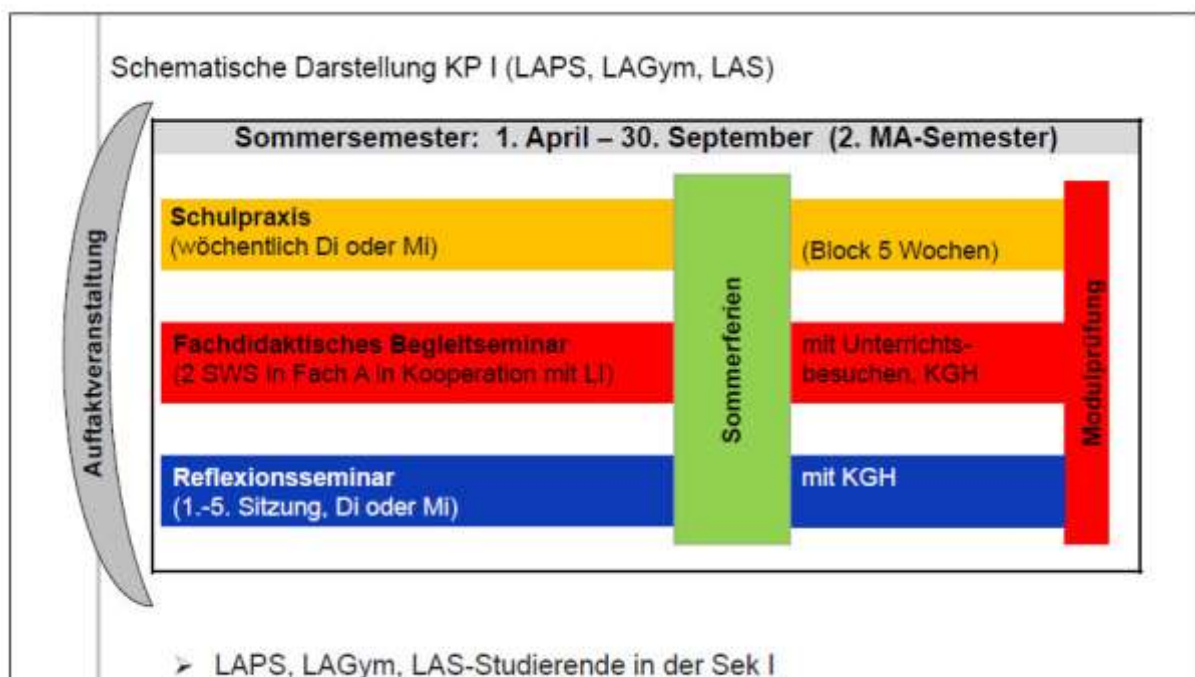 Schematische Darstellung KP I (LAPS, LAGym, LAS)
Auftaktveranstaltung
Sommersemester: 1. April – 30. September (2. MA-Semester)
Schulpraxis
(wöchentlich Di oder Mi)
(Block 5 Wochen)
Fachdidaktisches Begleitseminar
(2 SWS in Fach A in Kooperation mit LI)
mit Unterrichts-
besuchen, KGH
Reflexionsseminar
(1.-5. Sitzung, Di oder Mi)
mit KGH
Sommerferien
Modulprüfung
➢ LAPS, LAGym, LAS-Studierende in der Sek I